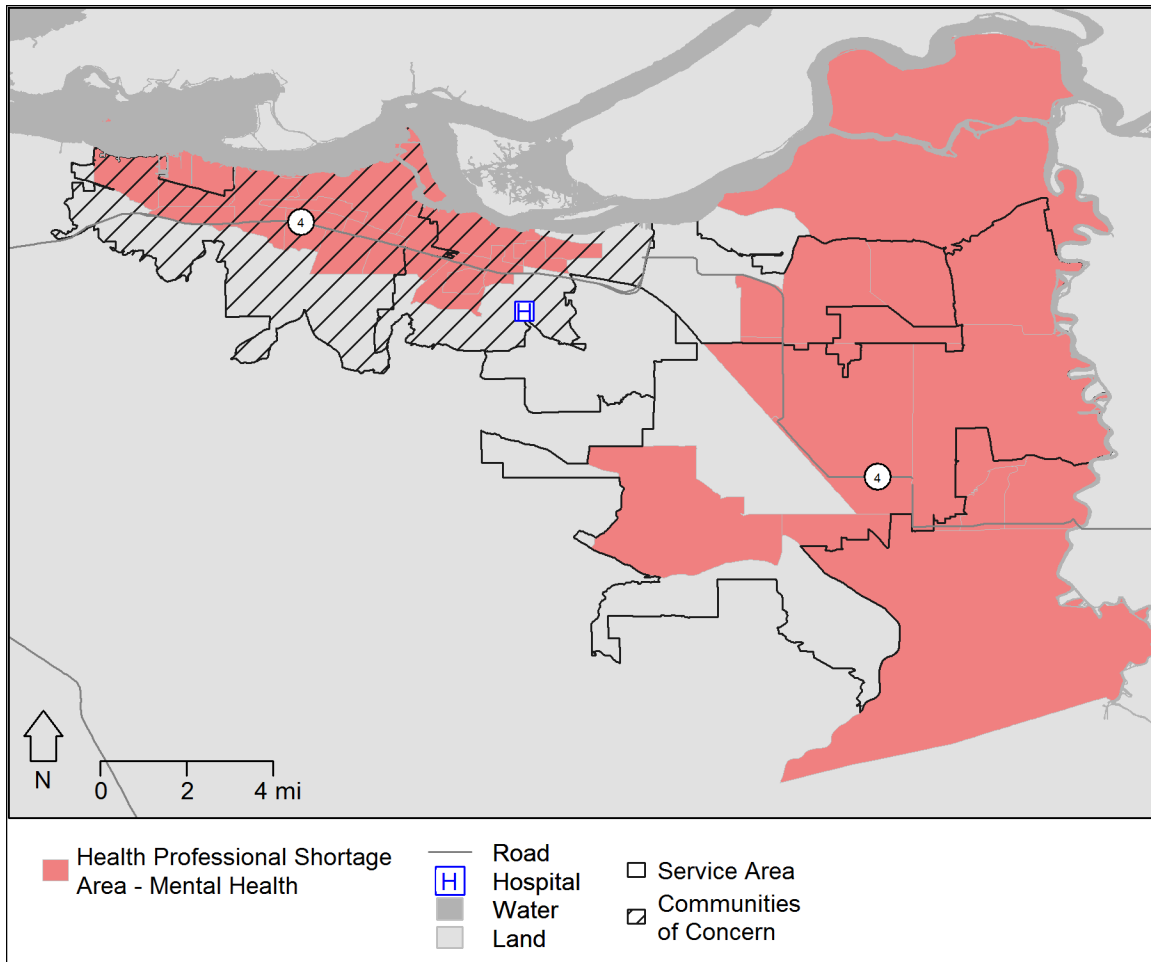 4
4
N
0 2 4 mi
Health Professional Shortage
Area - Mental Health
Road
H Hospital
Water
Land
Service Area
Communities
of Concern
H